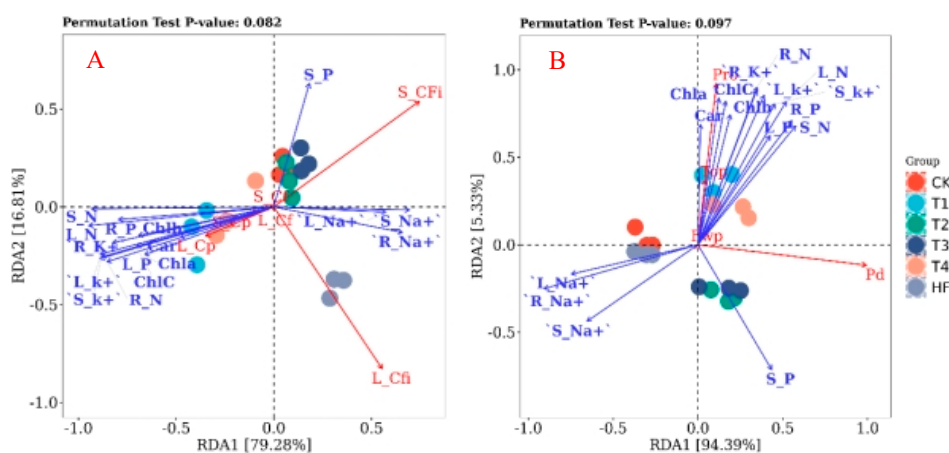 Permutation Test P-value: 0.082
A
S_P
S_CFi
0.5
0.0
-0.5
-1.0
RDA2 [16.81%]
S_N
L_N
R_P
Chlb
`R_K+`
Car
L_Cp
L_P
Chla
`L_k+`
ChlC
`S_k+`
R_N
L_Cf
L_Na+`
`S_Na+`
`R_Na+`
L_Cfi
-1.0
-0.5
0.0
0.5
RDA1 [79.28%]
Permutation Test P-value: 0.097
B
R_N
`R_K+`
L_N
Chla
ChlC
`L_k+`
`S_k+`
Chlb
R_P
Car
L_P
S_N
1.0
0.5
0.0
-0.5
RDA2 [5.33%]
Pd
`L_Na+`
`R_Na+`
`S_Na+`
S_P
-1.0
-0.5
0.0
0.5
1.0
RDA1 [94.39%]
Group
CK
T1
T2
T3
T4
HF